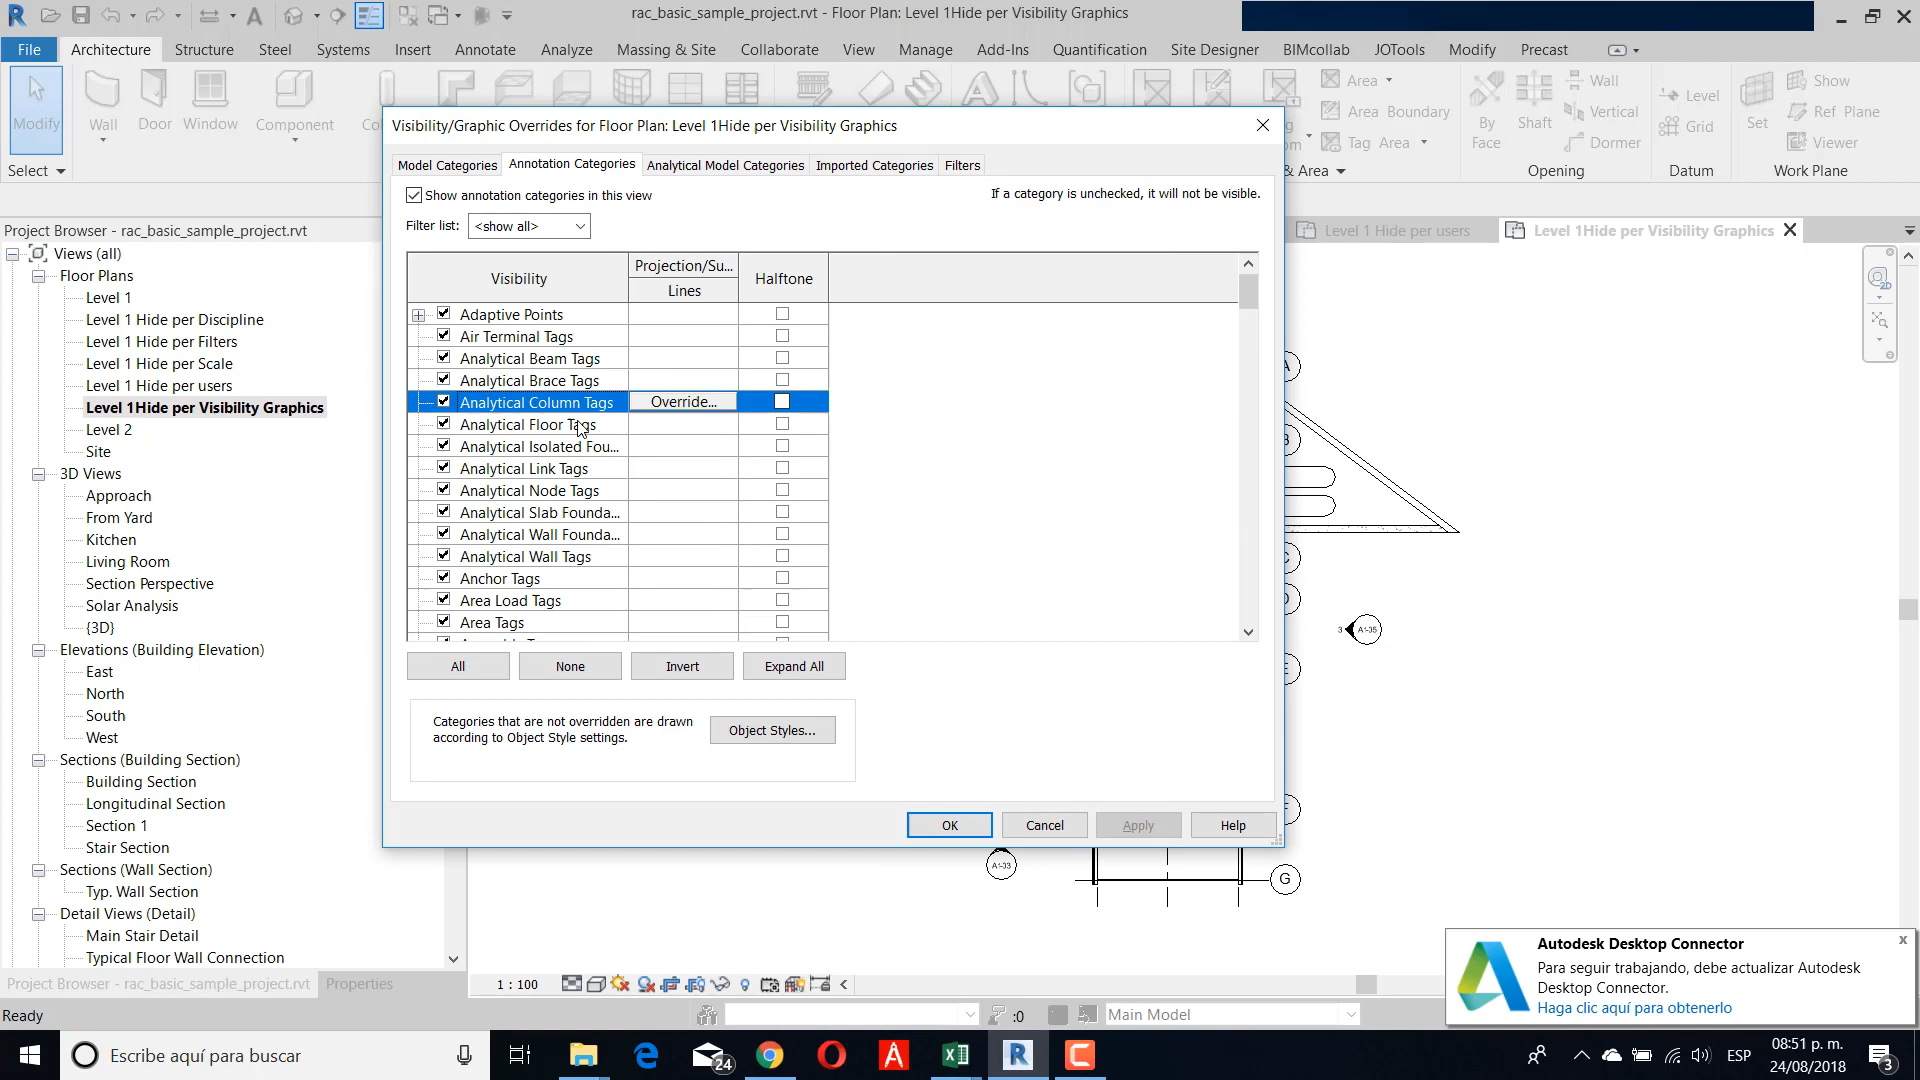 rac_basic_sample_project.rvt - Floor Plan: Level 1Hide per Visibility Graphics
File Architecture Structure Steel Systems Insert Annotate Analyze Massing & Site Collaborate View Manage Add-Ins Quantification Site Designer BIMcollab JOTools Modify Precast
Modify Wall Door Window Component
Area
Area Boundary
Tag Area
By Face
Shaft
Wall
Vertical
Dormer
Level
Grid
Set
Show
Ref Plane
Viewer
Select
& Area
Opening
Datum
Work Plane
Project Browser - rac_basic_sample_project.rvt
Views (all)
Floor Plans
Level 1
Level 1 Hide per Discipline
Level 1 Hide per Filters
Level 1 Hide per Scale
Level 1 Hide per users
Level 1Hide per Visibility Graphics
Level 2
Site
3D Views
Approach
From Yard
Kitchen
Living Room
Section Perspective
Solar Analysis
{3D}
Elevations (Building Elevation)
East
North
South
West
Sections (Building Section)
Building Section
Longitudinal Section
Section 1
Stair Section
Sections (Wall Section)
Typ. Wall Section
Detail Views (Detail)
Main Stair Detail
Typical Floor Wall Connection
Project Browser - rac_basic_sample_project.rvt
Properties
Visibility/Graphic Overrides for Floor Plan: Level 1Hide per Visibility Graphics
Model Categories Annotation Categories Analytical Model Categories Imported Categories Filters
Show annotation categories in this view
If a category is unchecked, it will not be visible.
Filter list: <show all>
Visibility
Projection/Su...
Lines
Halftone
Adaptive Points
Air Terminal Tags
Analytical Beam Tags
Analytical Brace Tags
Analytical Column Tags Override...
Analytical Floor Tags
Analytical Isolated Fou...
Analytical Link Tags
Analytical Node Tags
Analytical Slab Founda...
Analytical Wall Founda...
Analytical Wall Tags
Anchor Tags
Area Load Tags
Area Tags
All None Invert Expand All
Categories that are not overridden are drawn
according to Object Style settings.
Object Styles...
OK Cancel Apply Help
Level 1 Hide per users
Level 1Hide per Visibility Graphics
2D
3 A1-05
A1-03
G
1 : 100
Ready
:0
Main Model
Autodesk Desktop Connector
Para seguir trabajando, debe actualizar Autodesk
Desktop Connector.
Haga clic aquí para obtenerlo
Escribe aquí para buscar
24
ESP
08:51 p. m.
24/08/2018
3